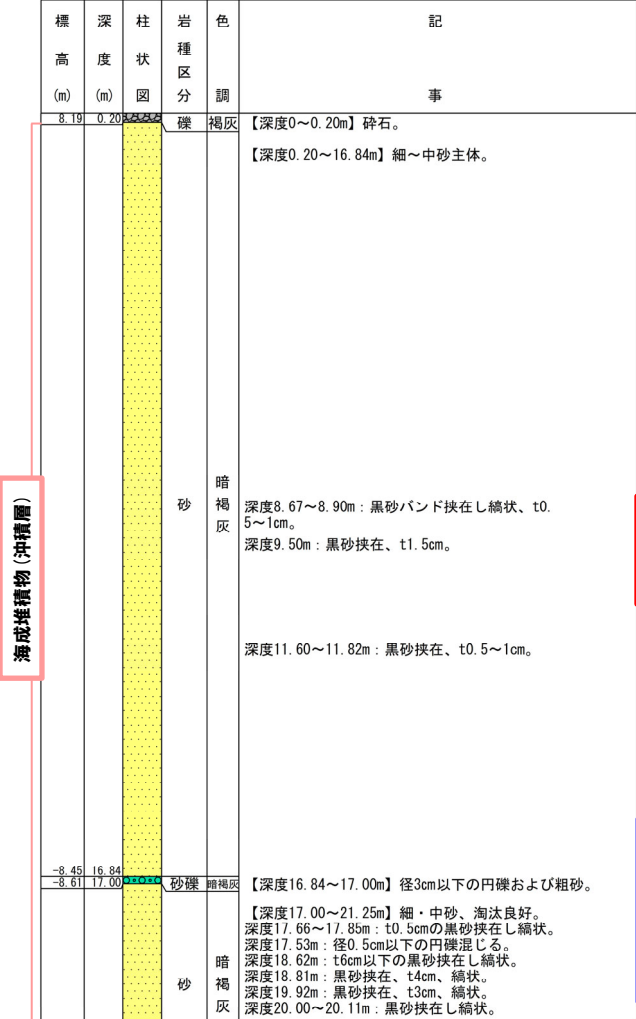 標高(m) 深度(m) 柱状図 岩種区分 色調 記事
8.19 0.20 礫 褐灰 【深度0～0.20m】砕石。
【深度0.20～16.84m】細～中砂主体。
海成堆積物(沖積層)
砂 暗褐灰
深度8.67～8.90m：黒砂バンド挟在し縞状、t0.
5～1cm。
深度9.50m：黒砂挟在、t1.5cm。
深度11.60～11.82m：黒砂挟在、t0.5～1cm。
-8.45 16.84
-8.61 17.00 砂礫 暗褐灰 【深度16.84～17.00m】径3cm以下の円礫および粗砂。
【深度17.00～21.25m】細・中砂、淘汰良好。
深度17.66～17.85m：t0.5cmの黒砂挟在し縞状。
深度17.53m：径0.5cm以下の円礫混じる。
深度18.62m：t6cm以下の黒砂挟在し縞状。
砂 暗褐灰
深度18.81m：黒砂挟在、t4cm、縞状。
深度19.92m：黒砂挟在、t3cm、縞状。
深度20.00～20.11m：黒砂挟在し縞状。